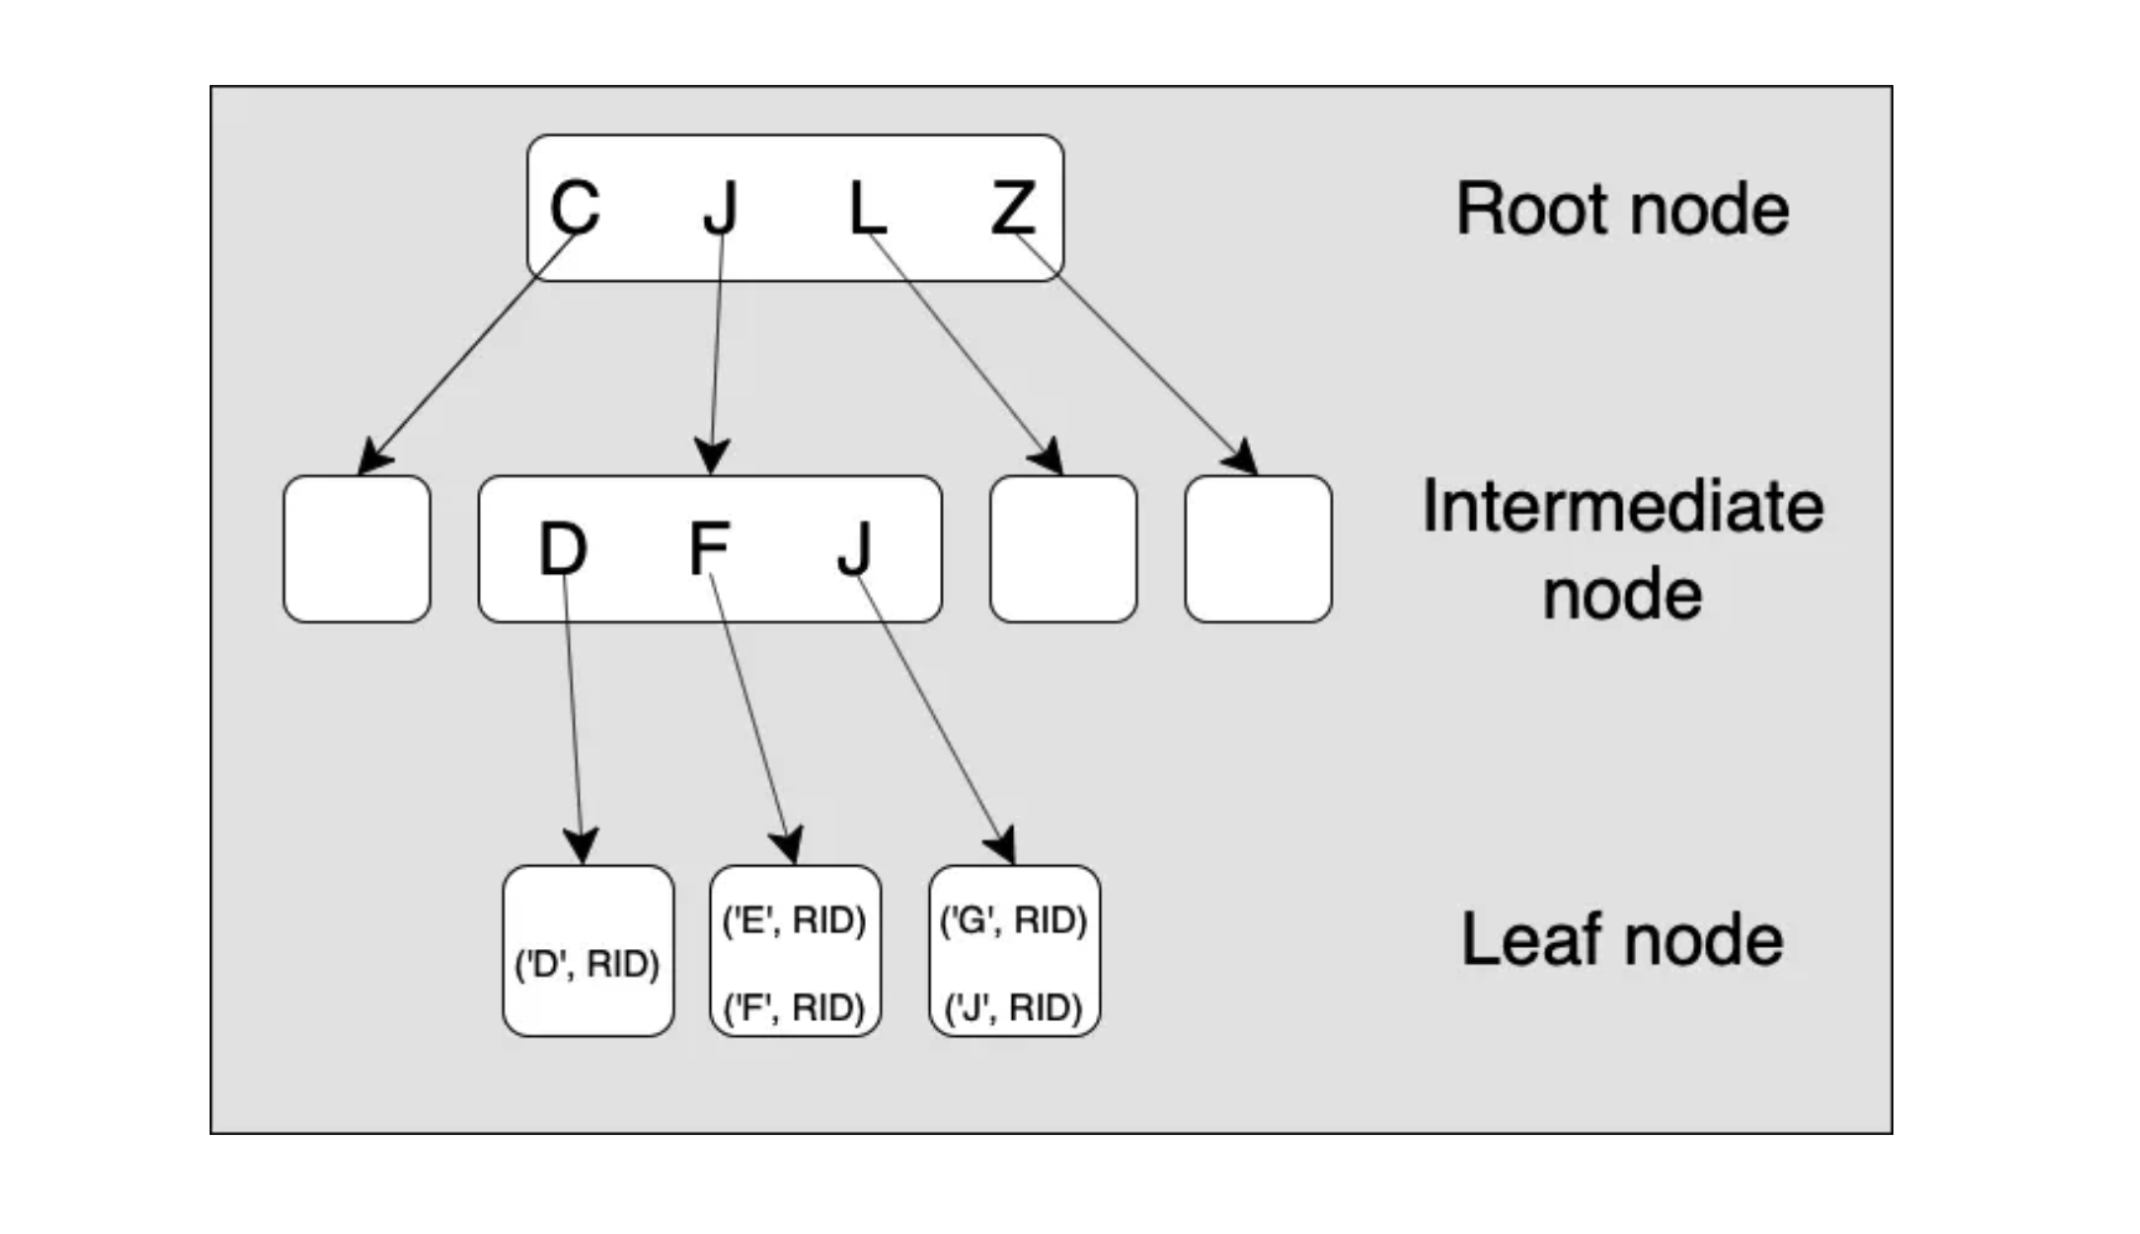 C J L Z
Root node
D F J
Intermediate
node
('D', RID)
('E', RID)
('F', RID)
('G', RID)
('J', RID)
Leaf node